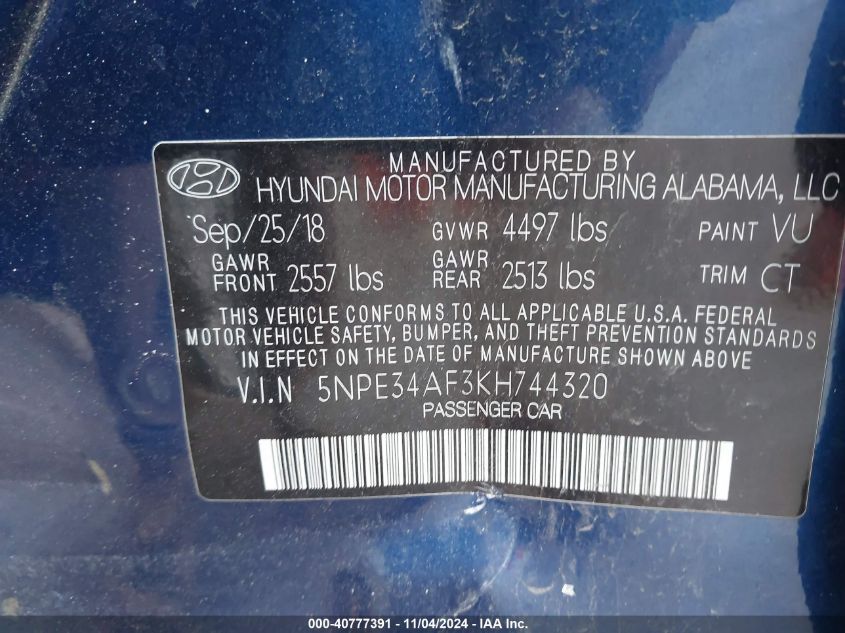 MANUFACTURED BY
HYUNDAI MOTOR MANUFACTURING ALABAMA, LLC
Sep/25/18 GVWR 4497 lbs PAINT VU
GAWR FRONT 2557 lbs GAWR REAR 2513 lbs TRIM CT
THIS VEHICLE CONFORMS TO ALL APPLICABLE U.S.A. FEDERAL
MOTOR VEHICLE SAFETY, BUMPER, AND THEFT PREVENTION STANDARDS
IN EFFECT ON THE DATE OF MANUFACTURE SHOWN ABOVE.
V.I.N 5NPE34AF3KH744320
PASSENGER CAR
000-40777391 - 11/04/2024 - IAA Inc.